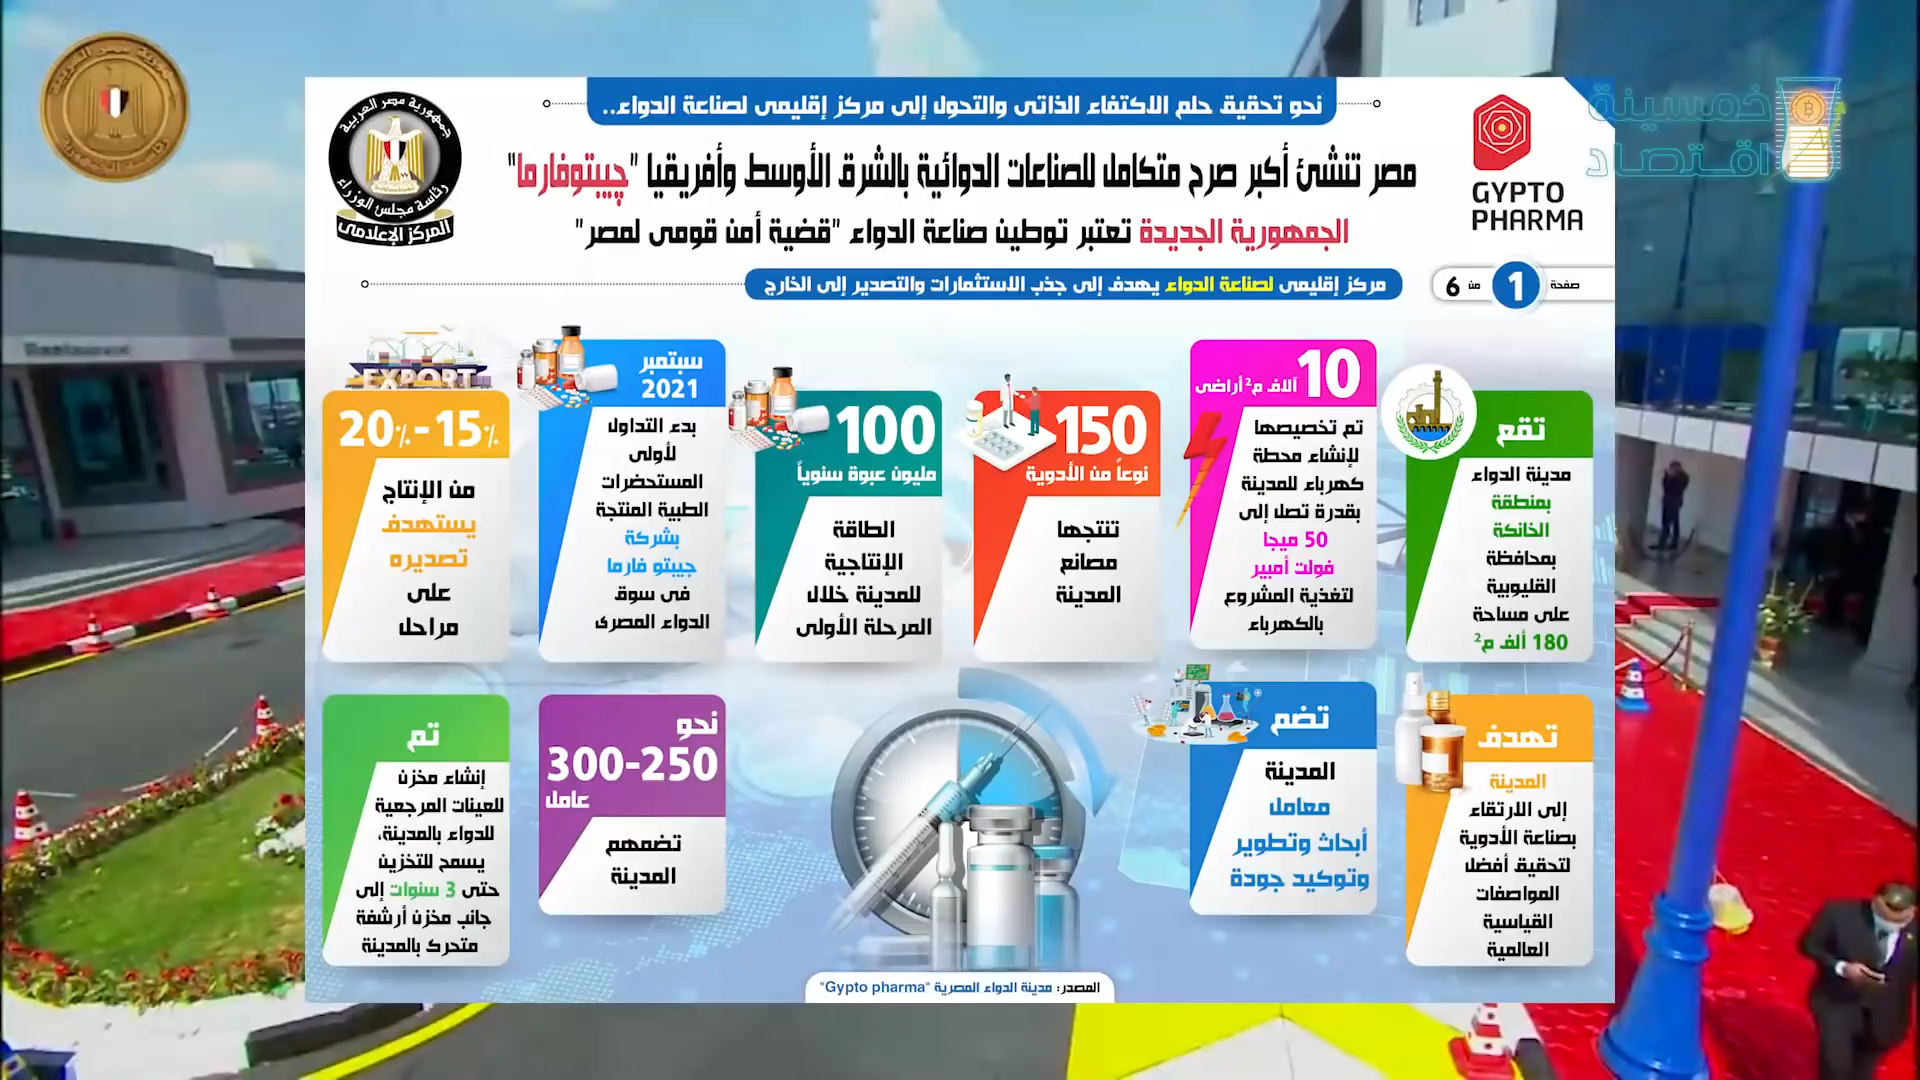 خمسينة
اقتصاد
نحو تحقيق حلم الاكتفاء الذاتى والتحول إلى مركز إقليمى لصناعة الدواء..
جمهورية مصر العربية
رئاسة مجلس الوزراء
المركز الإعلامى
GYPTO
PHARMA
مصر تنشئ أكبر صرح متكامل للصناعات الدوائية بالشرق الأوسط وأفريقيا "چيبتوفارما"
الجمهورية الجديدة تعتبر توطين صناعة الدواء "قضية أمن قومى لمصر"
صفحة 1 من 6
مركز إقليمى لصناعة الدواء يهدف إلى جذب الاستثمارات والتصدير إلى الخارج
تقع
مدينة الدواء
بمنطقة
الخانكة
بمحافظة
القليوبية
على مساحة
180 ألف م²
10 آلاف م² أراضى
تم تخصيصها
لإنشاء محطة
كهرباء للمدينة
بقدرة تصل إلى
50 ميجا
فولت أمبير
لتغذية المشروع
بالكهرباء
150
نوعاً من الأدوية
تنتجها
مصانع
المدينة
100
مليون عبوة سنوياً
الطاقة
الإنتاجية
للمدينة خلال
المرحلة الأولى
سبتمبر
2021
بدء التداول
لأولى
المستحضرات
الطبية المنتجة
بشركة
جيبتو فارما
فى سوق
الدواء المصرى
EXPORT
15٪-20٪
من الإنتاج
يستهدف
تصديره
على
مراحل
تهدف
المدينة
إلى الارتقاء
بصناعة الأدوية
لتحقيق أفضل
المواصفات
القياسية
العالمية
تضم
المدينة
معامل
أبحاث وتطوير
وتوكيد جودة
نحو
250-300
عامل
تضمهم
المدينة
تم
إنشاء مخزن
للعينات المرجعية
للدواء بالمدينة،
يسمح للتخزين
حتى 3 سنوات إلى
جانب مخزن أرشفة
متحرك بالمدينة
المصدر: مدينة الدواء المصرية "Gypto pharma"